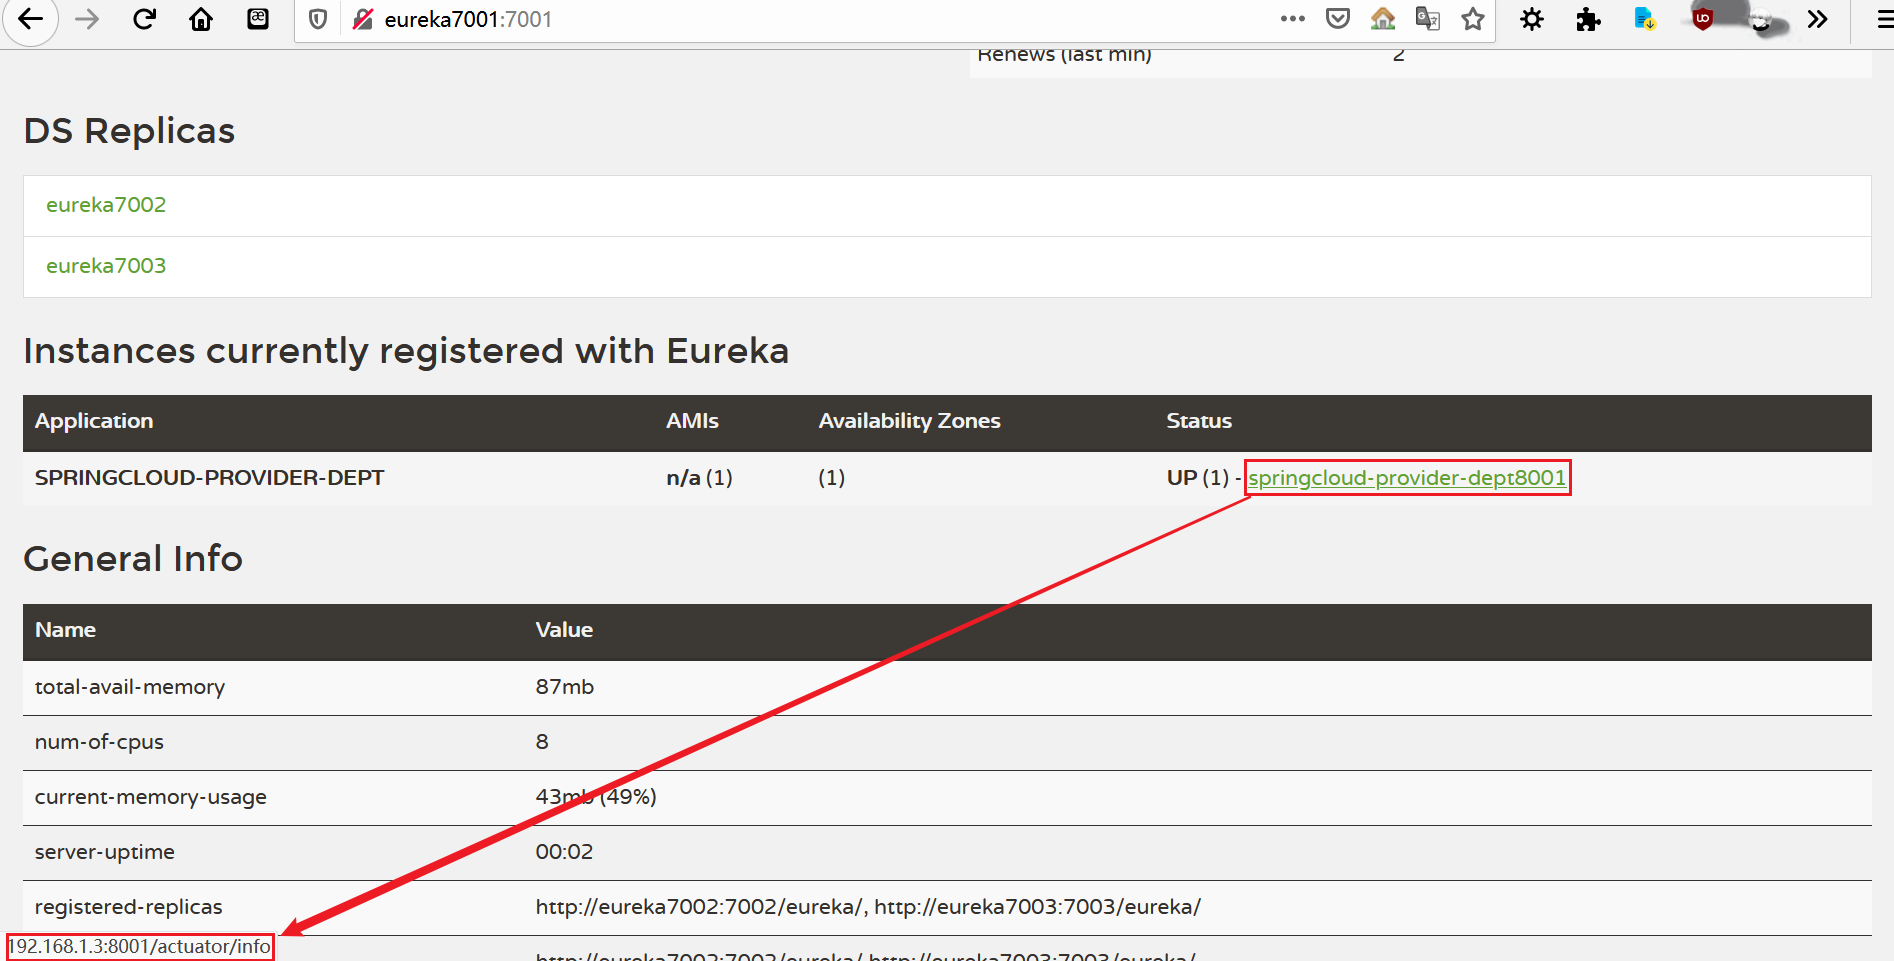 eureka7001:7001
Renews (last min) 2
DS Replicas
eureka7002
eureka7003
Instances currently registered with Eureka
Application AMIs Availability Zones Status
SPRINGCLOUD-PROVIDER-DEPT n/a (1) (1) UP (1) - springcloud-provider-dept8001
General Info
Name Value
total-avail-memory 87mb
num-of-cpus 8
current-memory-usage 43mb (49%)
server-uptime 00:02
registered-replicas http://eureka7002:7002/eureka/, http://eureka7003:7003/eureka/
192.168.1.3:8001/actuator/info
http://eureka7002:7002/eureka/,http://eureka7003:7003/eureka/,